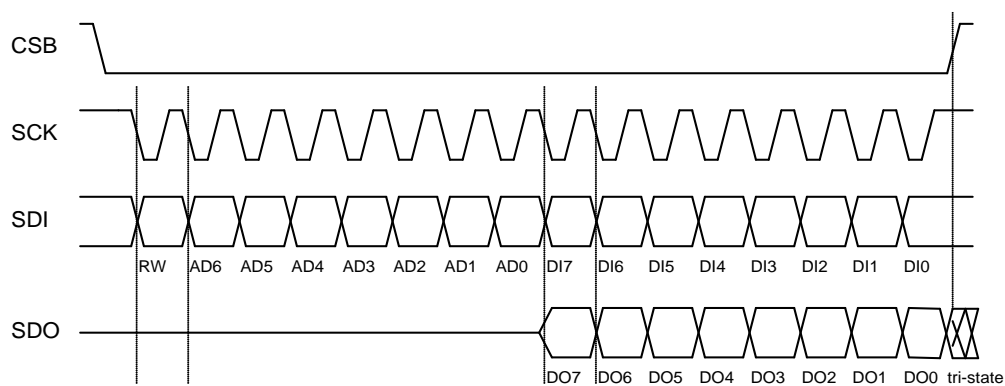 CSB
SCK
SDI
RW AD6 AD5 AD4 AD3 AD2 AD1 AD0 DI7 DI6 DI5 DI4 DI3 DI2 DI1 DI0
SDO
DO7 DO6 DO5 DO4 DO3 DO2 DO1 DO0 tri-state